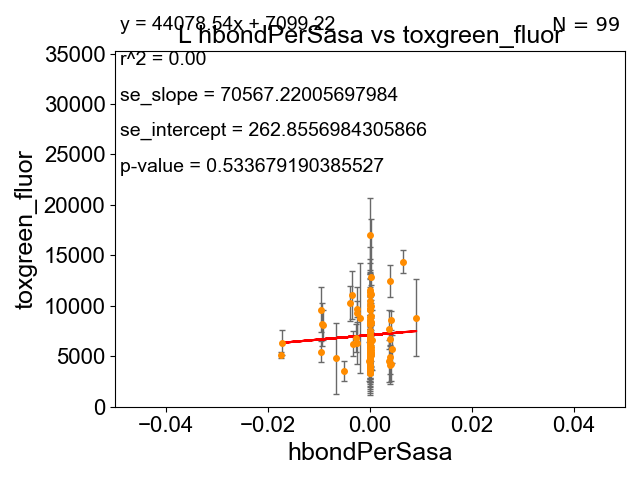 y = 44078.54x + 7099.22
N = 99
L hbondPerSasa vs toxgreen_fluor
r^2 = 0.00
se_slope = 70567.22005697984
se_intercept = 262.8556984305866
p-value = 0.533679190385527
35000
30000
25000
20000
15000
10000
5000
0
toxgreen_fluor
−0.04
−0.02
0.00
0.02
0.04
hbondPerSasa